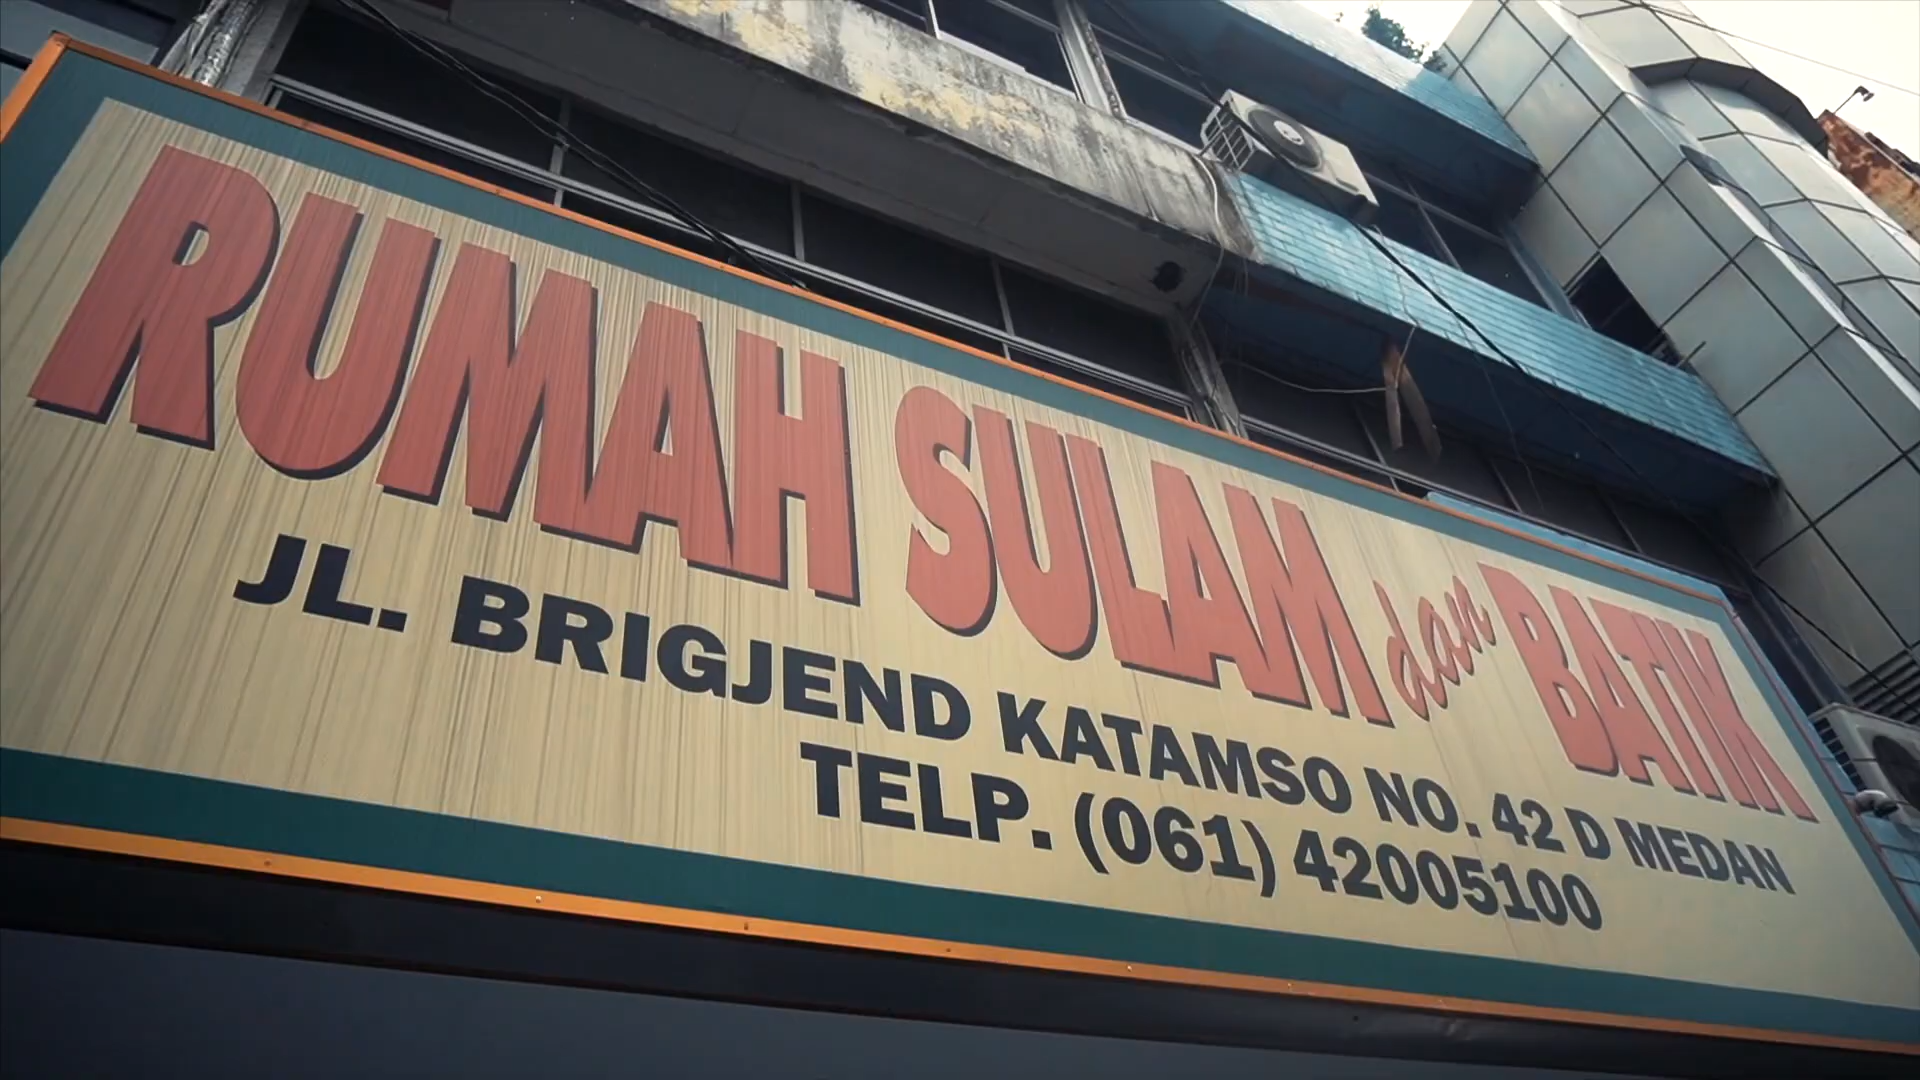 RUMAH SULAM dan BATIK
JL. BRIGJEND KATAMSO NO. 42 D MEDAN
TELP. (061) 42005100